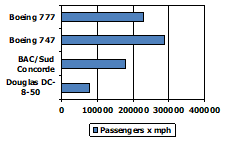 Boeing 777
Boeing 747
BAC/Sud
Concorde
Douglas DC-
8-50
0 100000 200000 300000 400000
Passengers x mph